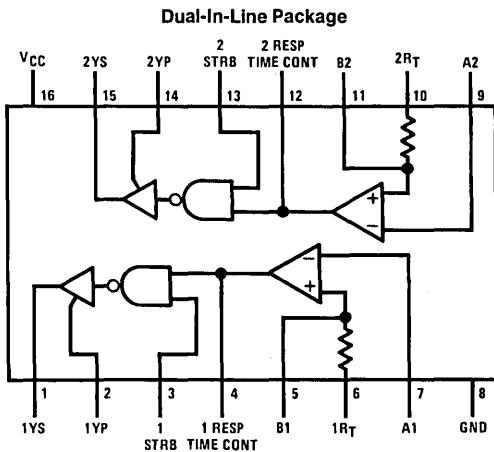 Dual-In-Line Package
VCC 2YS 2YP 2 STRB 2 RESP TIME CONT B2 2RT A2
16 15 14 13 12 11 10 9
+
−
−
+
1 2 3 4 5 6 7 8
1YS 1YP 1 STRB 1 RESP TIME CONT B1 1RT A1 GND